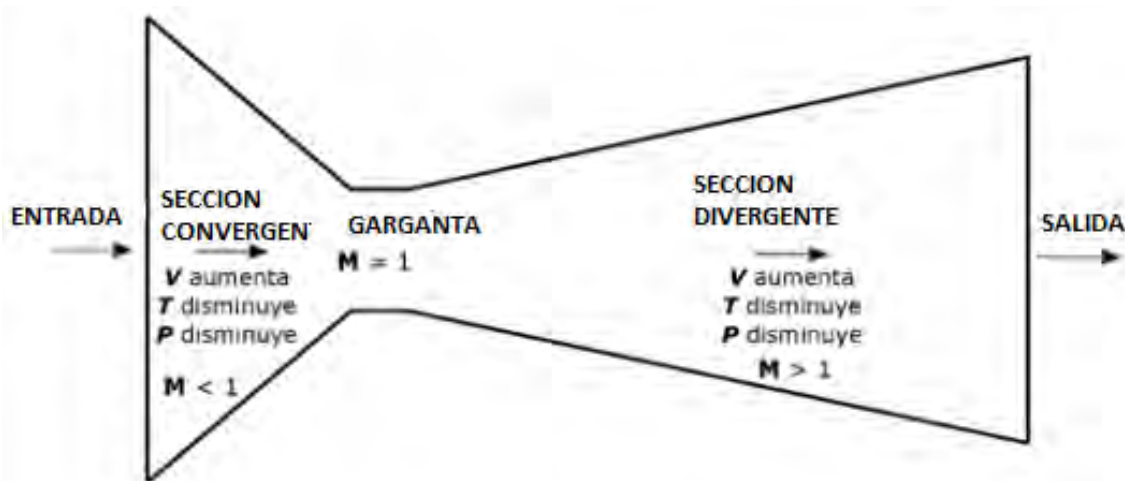 ENTRADA
SECCION
CONVERGEN
V aumenta
T disminuye
P disminuye
M < 1
GARGANTA
M = 1
SECCION
DIVERGENTE
V aumenta
T disminuye
P disminuye
M > 1
SALIDA